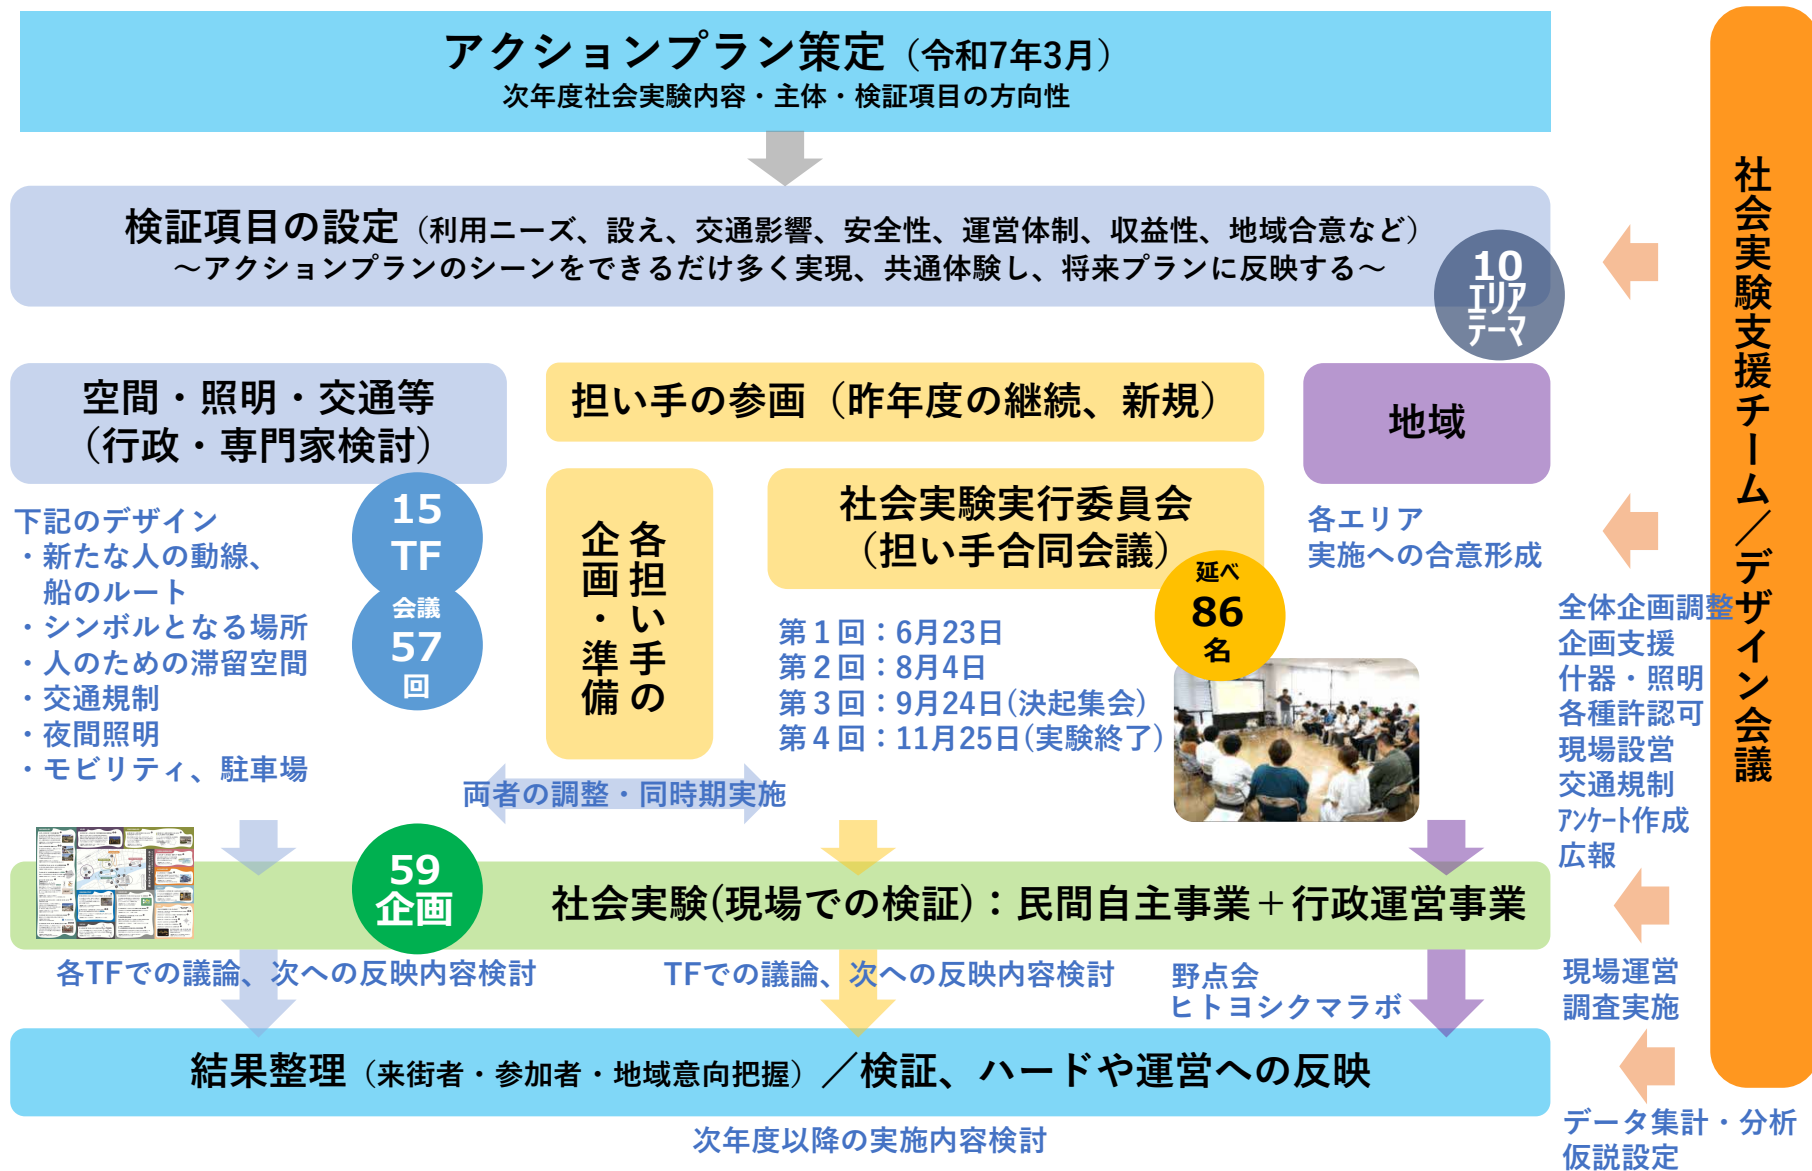 アクションプラン策定（令和7年3月）
次年度社会実験内容・主体・検証項目の方向性
検証項目の設定（利用ニーズ、設え、交通影響、安全性、運営体制、収益性、地域合意など）
～アクションプランのシーンをできるだけ多く実現、共通体験し、将来プランに反映する～
10
エリア
テーマ
空間・照明・交通等
（行政・専門家検討）
15
TF
会議
57
回
下記のデザイン
・新たな人の動線、
船のルート
・シンボルとなる場所
・人のための滞留空間
・交通規制
・夜間照明
・モビリティ、駐車場
担い手の参画（昨年度の継続、新規）
各担い手の
企画・準備
社会実験実行委員会
（担い手合同会議）
延べ
86
名
第１回：6月23日
第２回：8月4日
第３回：9月24日(決起集会)
第４回：11月25日(実験終了)
両者の調整・同時期実施
地域
各エリア
実施への合意形成
社会実験支援チーム／デザイン会議
全体企画調整
企画支援
什器・照明
各種許認可
現場設営
交通規制
アンケート作成
広報
59
企画
社会実験(現場での検証)：民間自主事業＋行政運営事業
各TFでの議論、次への反映内容検討
TFでの議論、次への反映内容検討
野点会
ヒトヨシクマラボ
現場運営
調査実施
結果整理（来街者・参加者・地域意向把握）／検証、ハードや運営への反映
次年度以降の実施内容検討
データ集計・分析
仮説設定